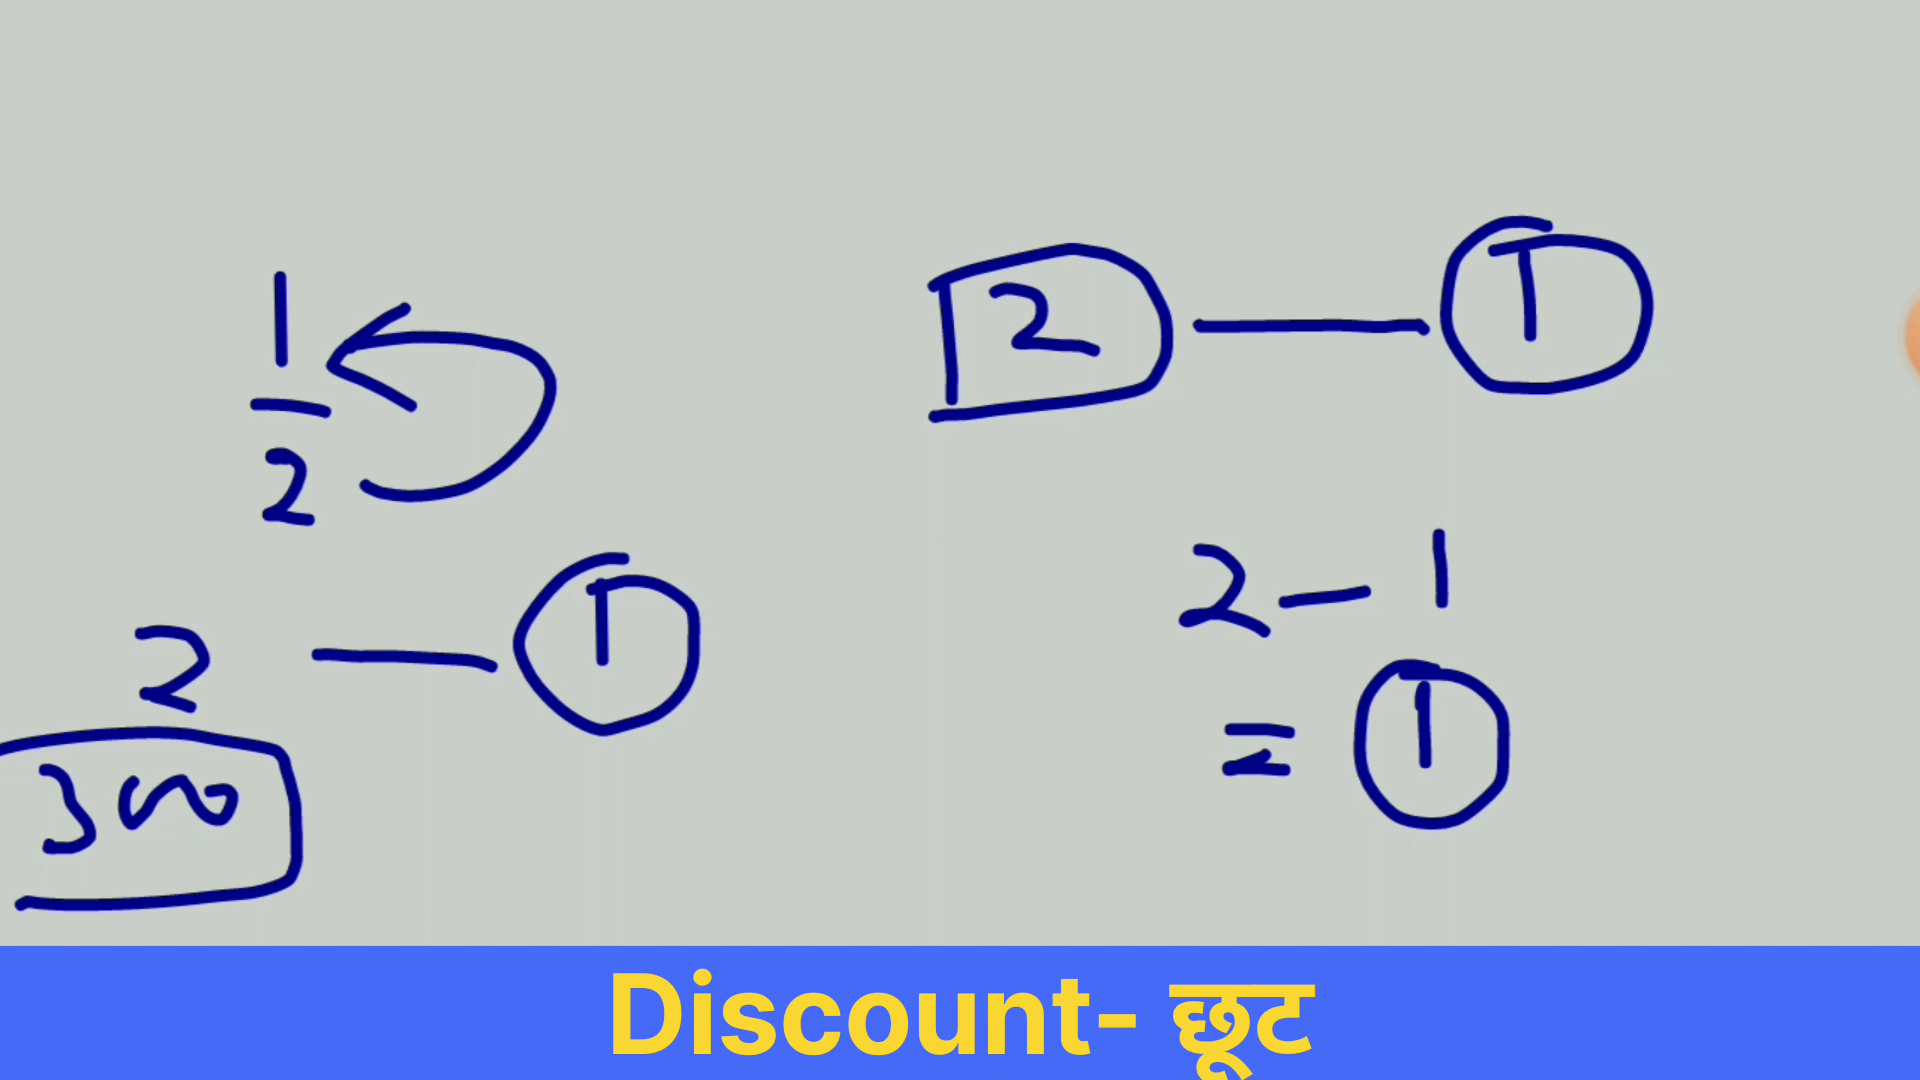 1
2
2 — 1
300
2 — 1
2 - 1
= 1
Discount- छूट